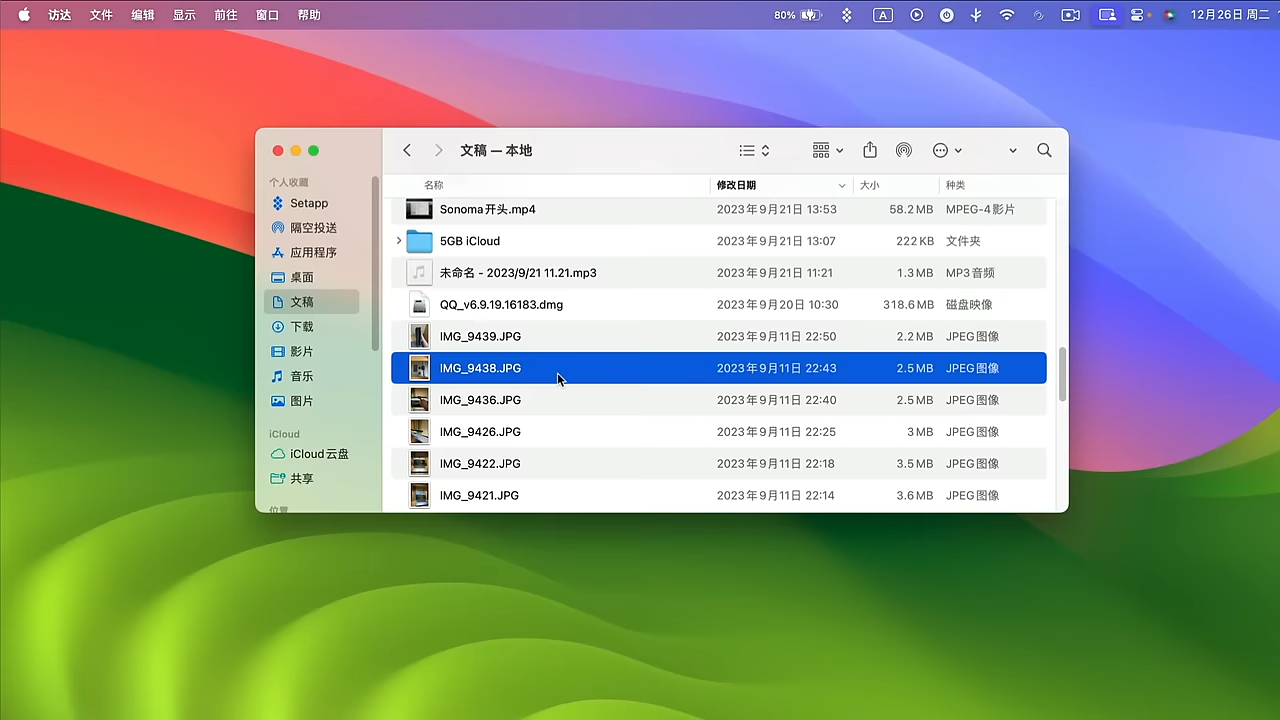 访达 文件 编辑 显示 前往 窗口 帮助 80% A 12月26日 周二
文稿 — 本地
个人收藏
Setapp
隔空投送
应用程序
桌面
文稿
下载
影片
音乐
图片
iCloud
iCloud云盘
共享
位置
名称 修改日期 大小 种类
Sonoma开头.mp4 2023年9月21日 13:53 58.2 MB MPEG-4影片
5GB iCloud 2023年9月21日 13:07 222 KB 文件夹
未命名 - 2023/9/21 11.21.mp3 2023年9月21日 11:21 1.3 MB MP3音频
QQ_v6.9.19.16183.dmg 2023年9月20日 10:30 318.6 MB 磁盘映像
IMG_9439.JPG 2023年9月11日 22:50 2.2 MB JPEG图像
IMG_9438.JPG 2023年9月11日 22:43 2.5 MB JPEG图像
IMG_9436.JPG 2023年9月11日 22:40 2.5 MB JPEG图像
IMG_9426.JPG 2023年9月11日 22:25 3 MB JPEG图像
IMG_9422.JPG 2023年9月11日 22:18 3.5 MB JPEG图像
IMG_9421.JPG 2023年9月11日 22:14 3.6 MB JPEG图像